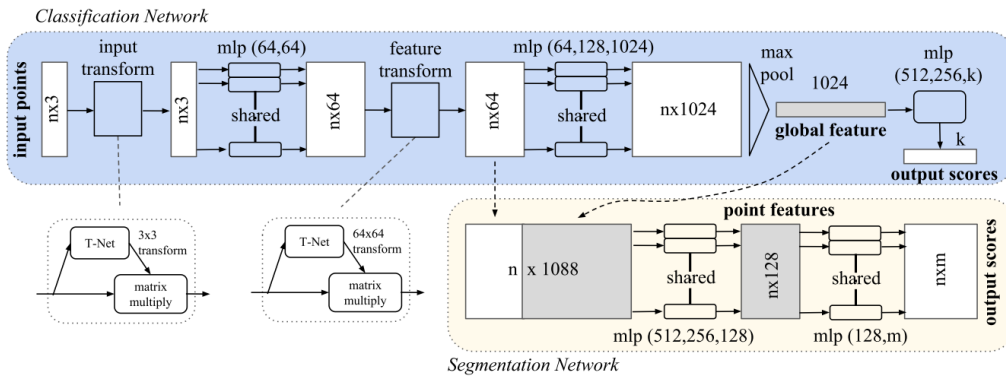 Classification Network
input points
nx3
input
transform
nx3
mlp (64,64)
shared
nx64
feature
transform
nx64
mlp (64,128,1024)
shared
nx1024
max
pool
1024
global feature
mlp
(512,256,k)
k
output scores
T-Net
3x3
transform
matrix
multiply
T-Net
64x64
transform
matrix
multiply
point features
n x 1088
shared
mlp (512,256,128)
nx128
shared
mlp (128,m)
nxm
output scores
Segmentation Network